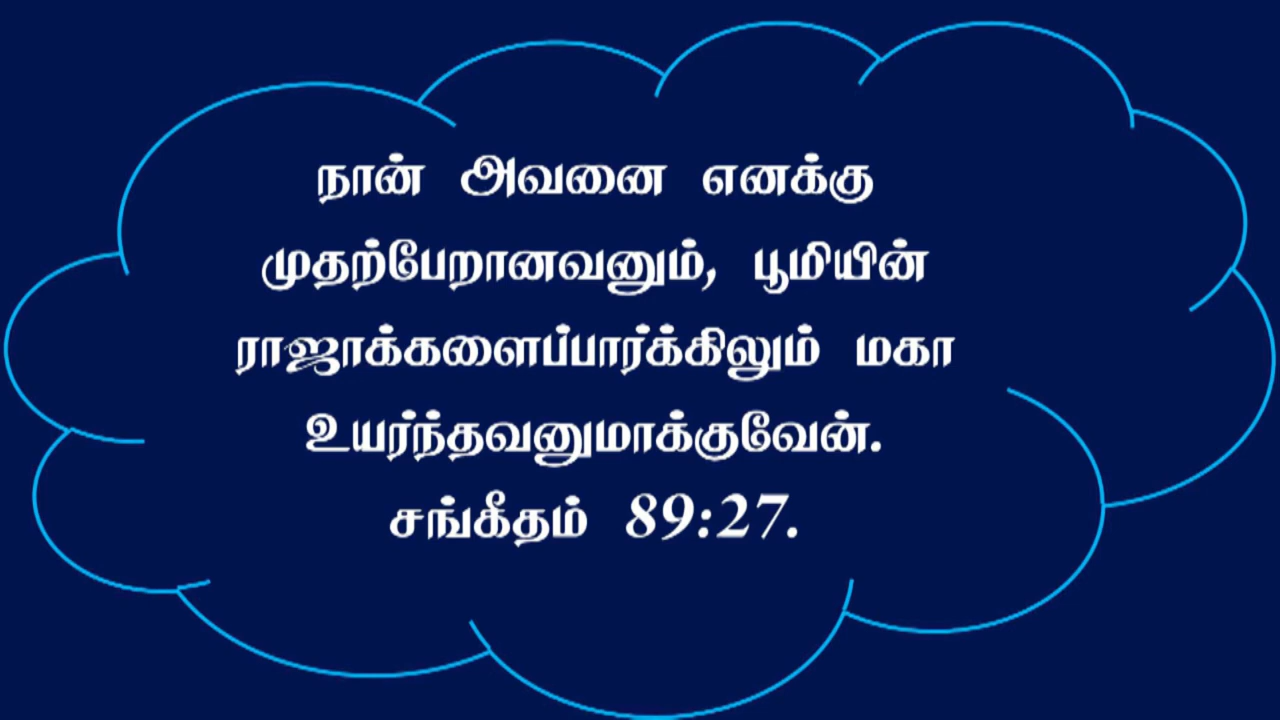 நான் அவனை எனக்கு
முதற்பேறானவனும், பூமியின்
ராஜாக்களைப்பார்க்கிலும் மகா
உயர்ந்தவனுமாக்குவேன்.
சங்கீதம் 89:27.